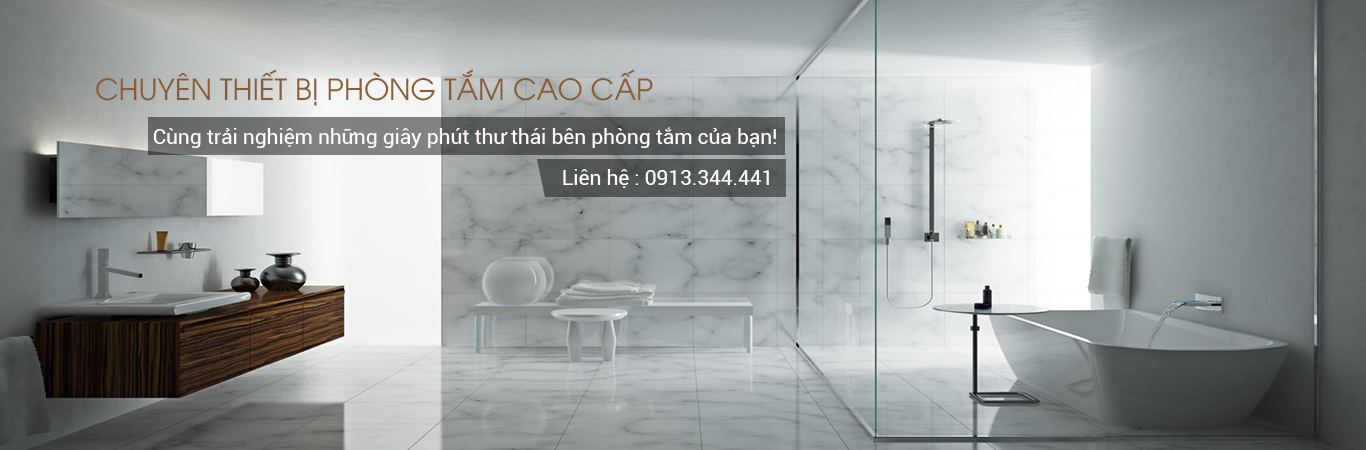 CHUYÊN THIẾT BỊ PHÒNG TẮM CAO CẤP
Cùng trải nghiệm những giây phút thư thái bên phòng tắm của bạn!
Liên hệ : 0913.344.441